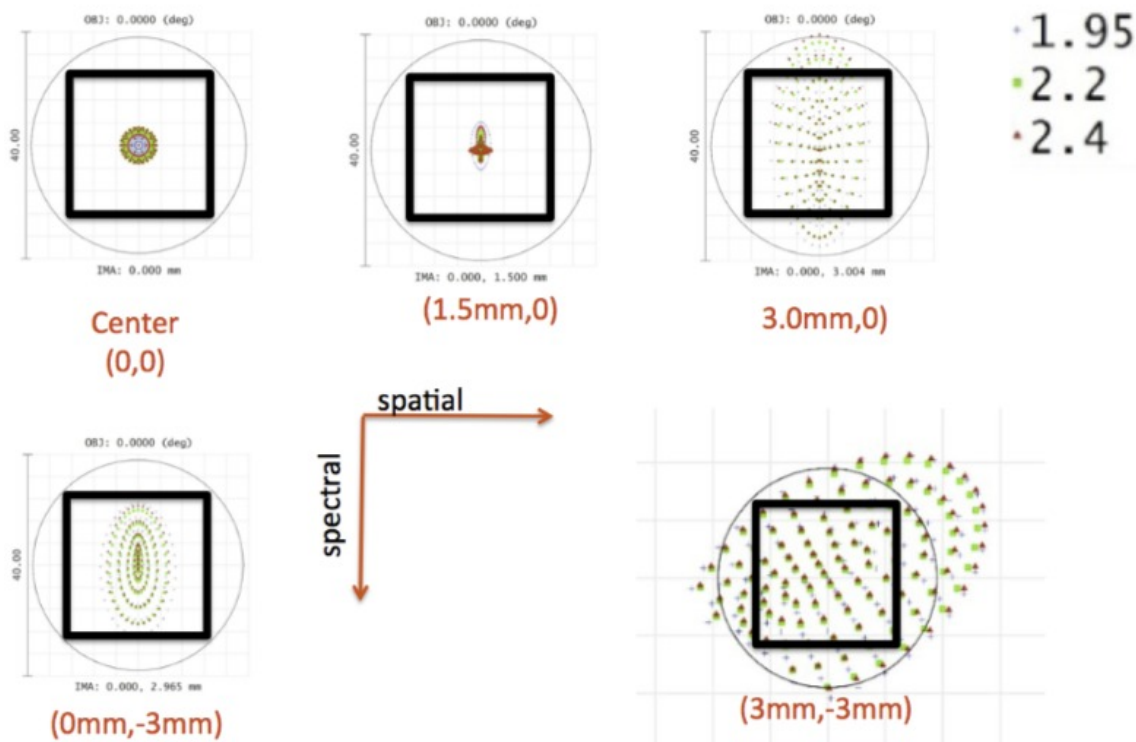 OBJ: 0.0000 (deg)
40.00
IMA: 0.000 mm
Center
(0,0)
OBJ: 0.0000 (deg)
40.00
IMA: 0.000, 1.500 mm
(1.5mm,0)
OBJ: 0.0000 (deg)
40.00
IMA: 0.000, 3.004 mm
3.0mm,0)
1.95
2.2
2.4
spatial
spectral
OBJ: 0.0000 (deg)
40.00
IMA: 0.000, 2.965 mm
(0mm,-3mm)
(3mm,-3mm)